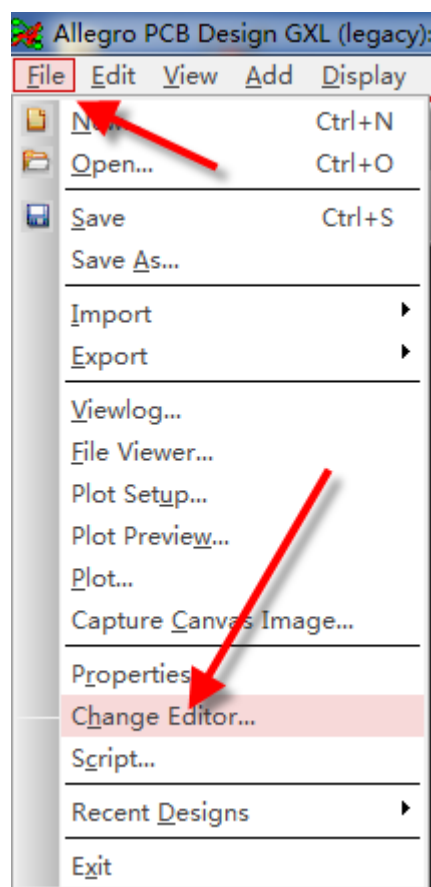 Allegro PCB Design GXL (legacy):
File Edit View Add Display
Ctrl+N
Open... Ctrl+O
Save Ctrl+S
Save As...
Import
Export
Viewlog...
File Viewer...
Plot Setup...
Plot Preview...
Plot...
Capture Canvas Image...
Properties
Change Editor...
Script...
Recent Designs
Exit